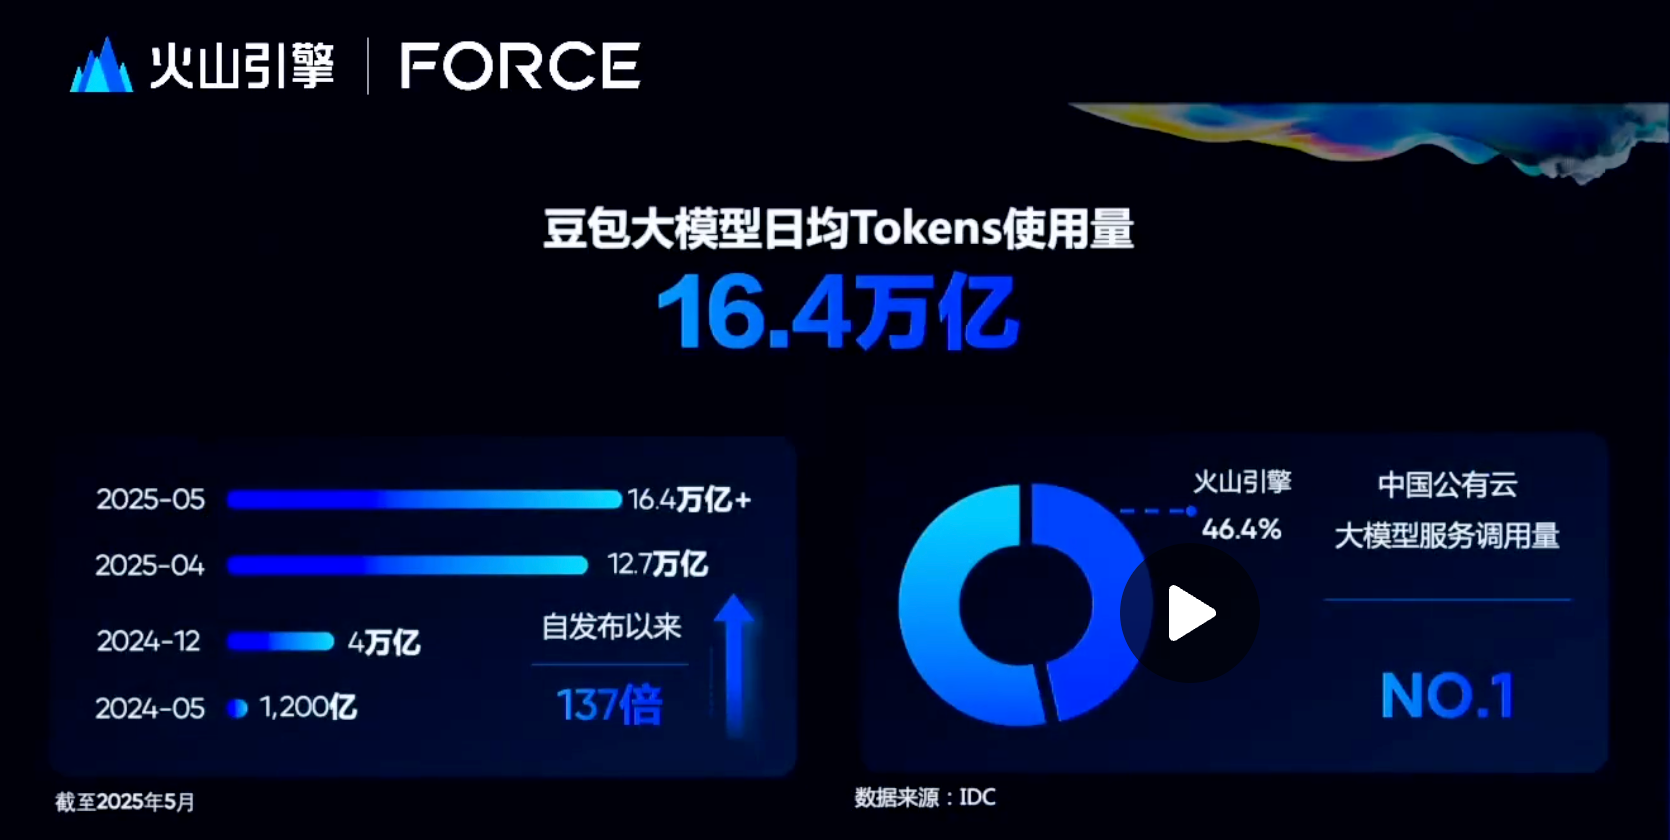 火山引擎 | FORCE
豆包大模型日均Tokens使用量
16.4万亿
2025-05 16.4万亿+
2025-04 12.7万亿
2024-12 4万亿
2024-05 1,200亿
自发布以来
137倍
截至2025年5月
火山引擎
46.4%
中国公有云
大模型服务调用量
NO.1
数据来源：IDC